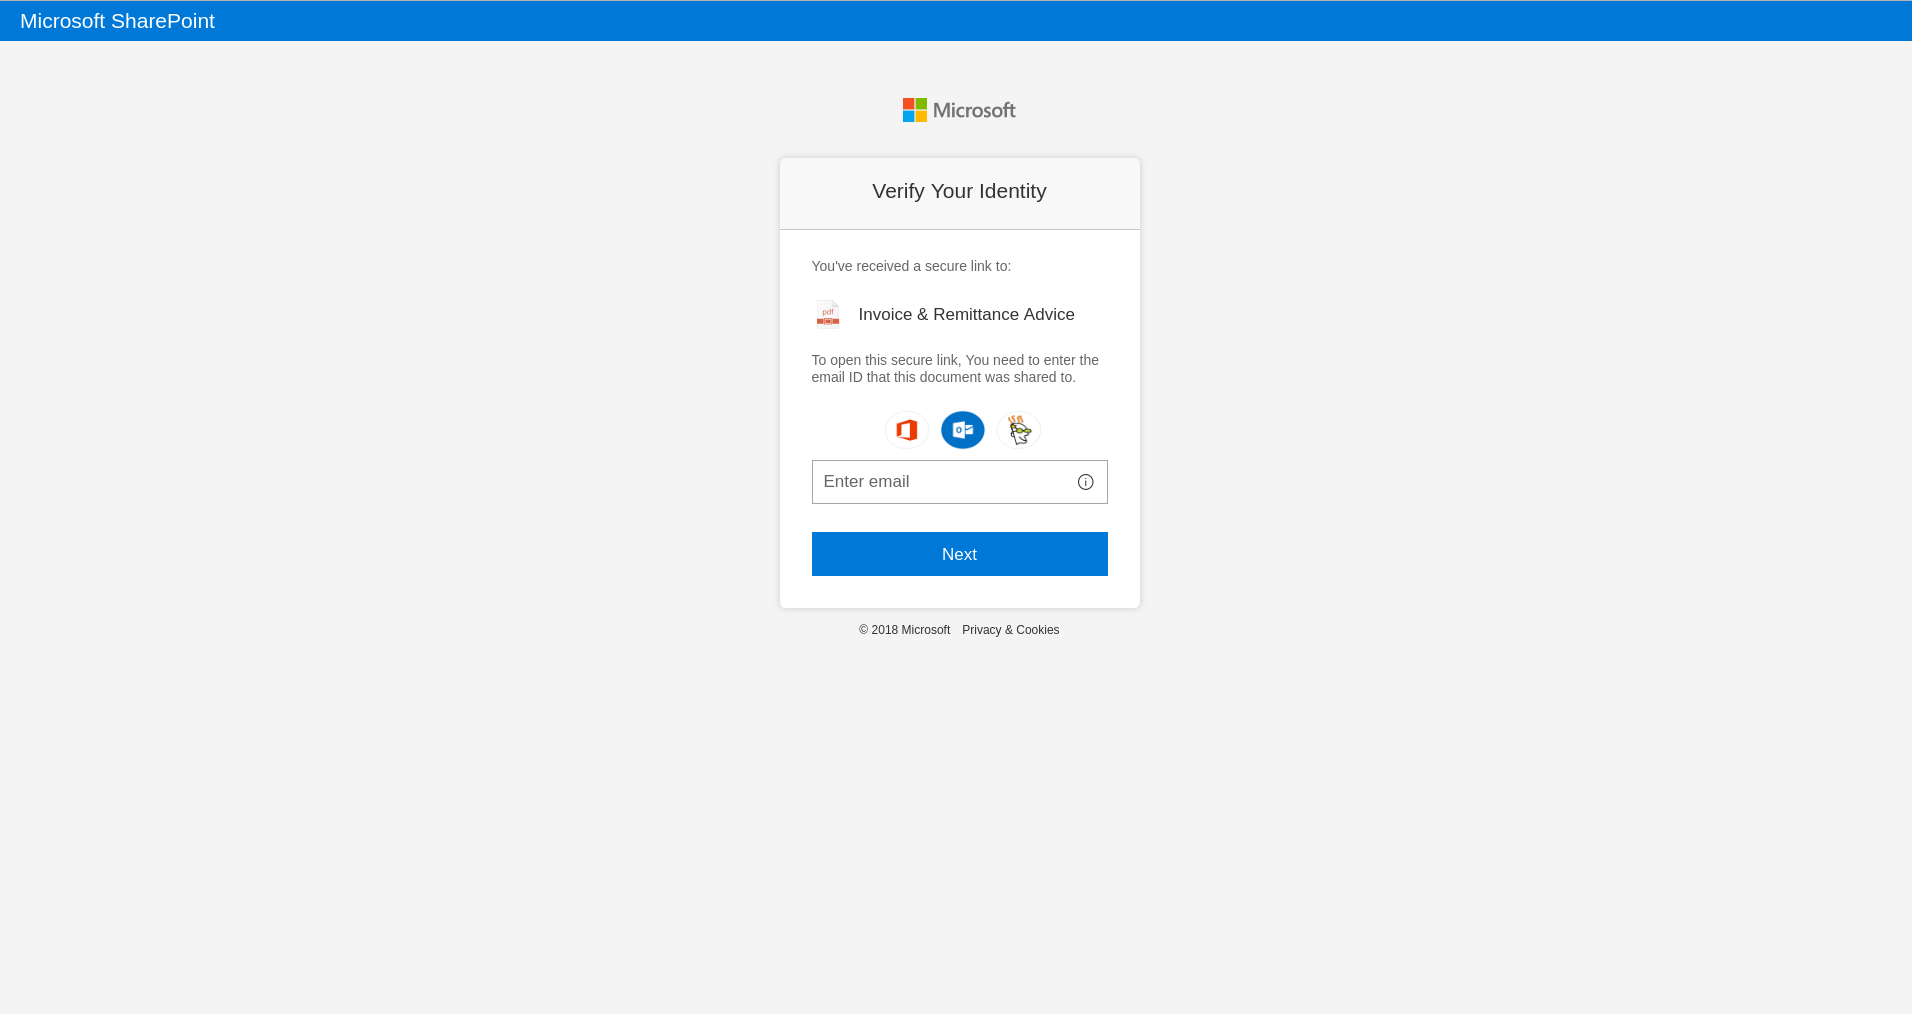 Microsoft SharePoint
Microsoft
Verify Your Identity
You've received a secure link to:
pdf
Invoice & Remittance Advice
To open this secure link, You need to enter the
email ID that this document was shared to.
Enter email
Next
© 2018 Microsoft Privacy & Cookies